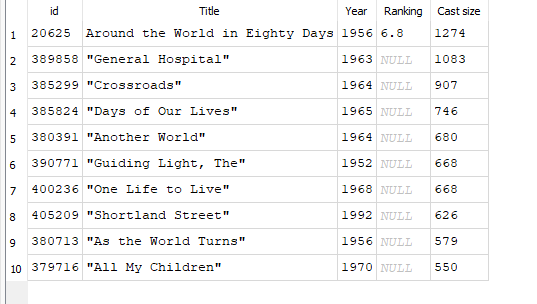 id Title Year Ranking Cast size
1 20625 Around the World in Eighty Days 1956 6.8 1274
2 389858 "General Hospital" 1963 NULL 1083
3 385299 "Crossroads" 1964 NULL 907
4 385824 "Days of Our Lives" 1965 NULL 746
5 380391 "Another World" 1964 NULL 680
6 390771 "Guiding Light, The" 1952 NULL 668
7 400236 "One Life to Live" 1968 NULL 668
8 405209 "Shortland Street" 1992 NULL 626
9 380713 "As the World Turns" 1956 NULL 579
10 379716 "All My Children" 1970 NULL 550